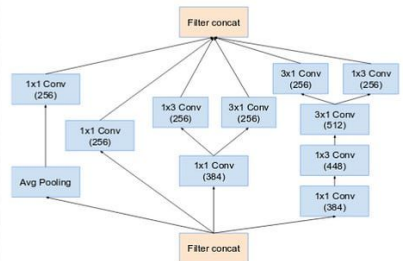 Filter concat
3x1 Conv
(256)
1x3 Conv
(256)
1x1 Conv
(256)
1x3 Conv
(256)
3x1 Conv
(256)
3x1 Conv
(512)
1x1 Conv
(256)
1x3 Conv
(448)
1x1 Conv
(384)
Avg Pooling
1x1 Conv
(384)
Filter concat